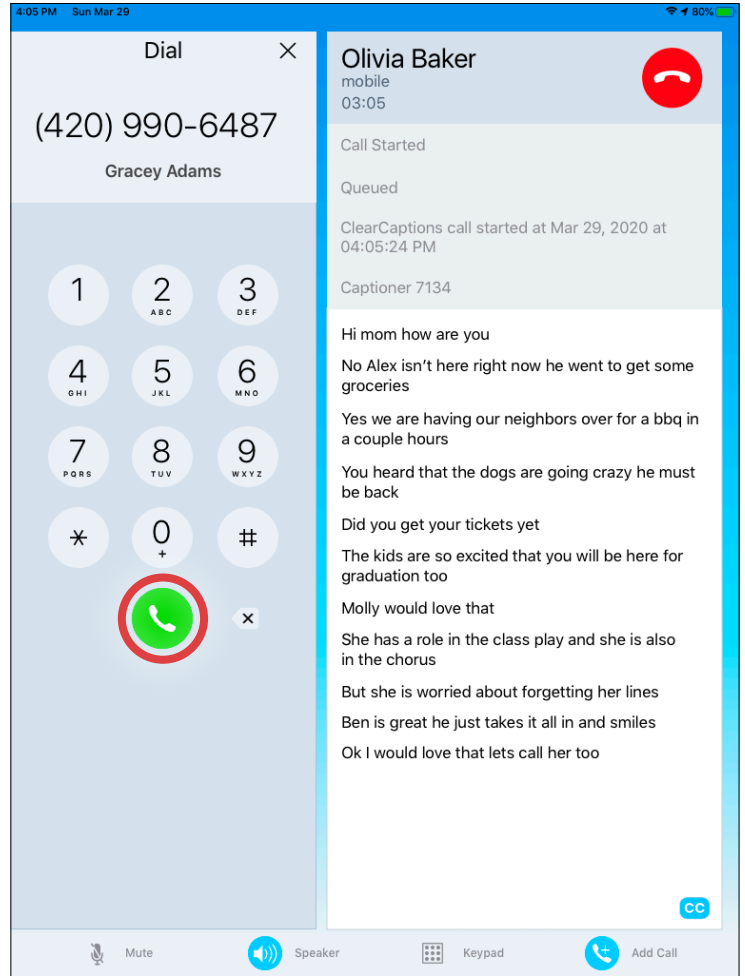 4:05 PM Sun Mar 29
80%
Dial
(420) 990-6487
Gracey Adams
1
2
ABC
3
DEF
4
GHI
5
JKL
6
MNO
7
PQRS
8
TUV
9
WXYZ
*
0
+
#
Olivia Baker
mobile
03:05
Call Started
Queued
ClearCaptions call started at Mar 29, 2020 at
04:05:24 PM
Captioner 7134
Hi mom how are you
No Alex isn’t here right now he went to get some
groceries
Yes we are having our neighbors over for a bbq in
a couple hours
You heard that the dogs are going crazy he must
be back
Did you get your tickets yet
The kids are so excited that you will be here for
graduation too
Molly would love that
She has a role in the class play and she is also
in the chorus
But she is worried about forgetting her lines
Ben is great he just takes it all in and smiles
Ok I would love that lets call her too
CC
Mute
Speaker
Keypad
Add Call